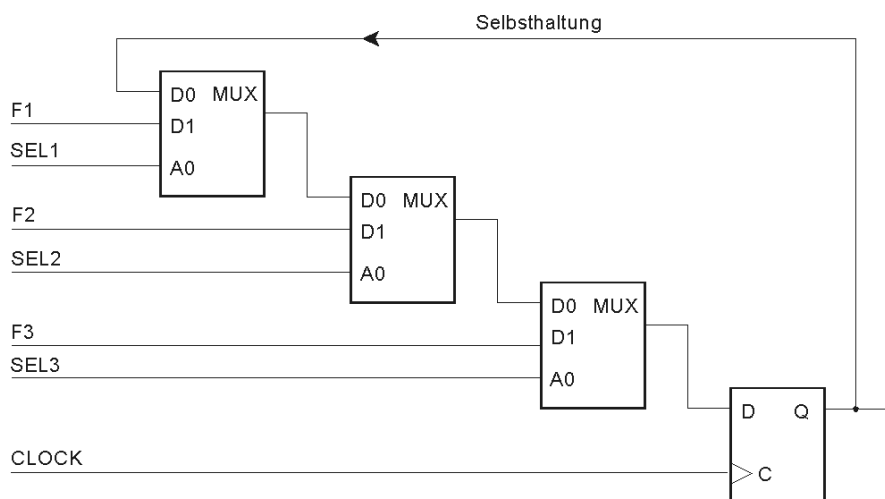 Selbsthaltung
D0 MUX
F1
D1
SEL1
A0
D0 MUX
F2
D1
SEL2
A0
D0 MUX
F3
D1
SEL3
A0
D Q
CLOCK
C